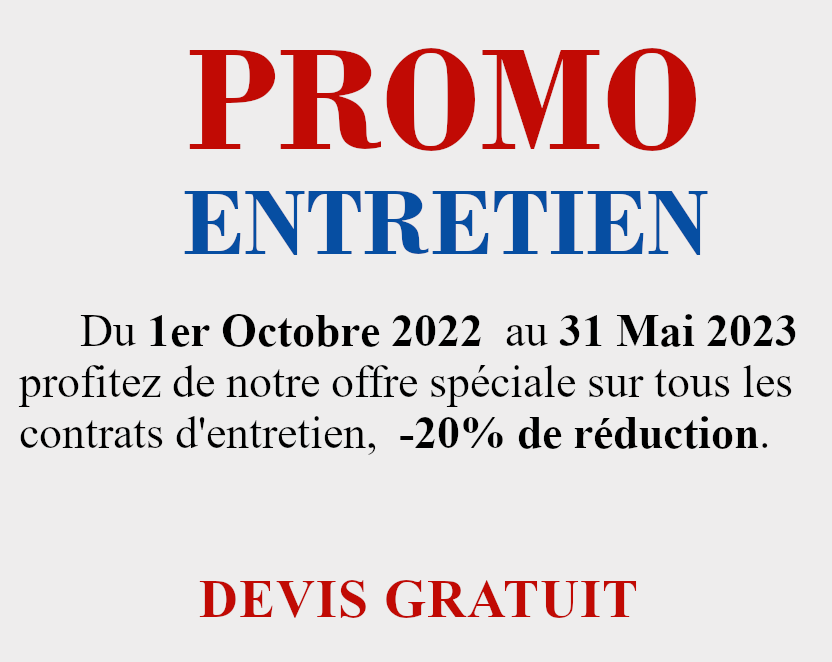 PROMO
ENTRETIEN
Du 1er Octobre 2022 au 31 Mai 2023
profitez de notre offre spéciale sur tous les
contrats d'entretien, -20% de réduction.
DEVIS GRATUIT